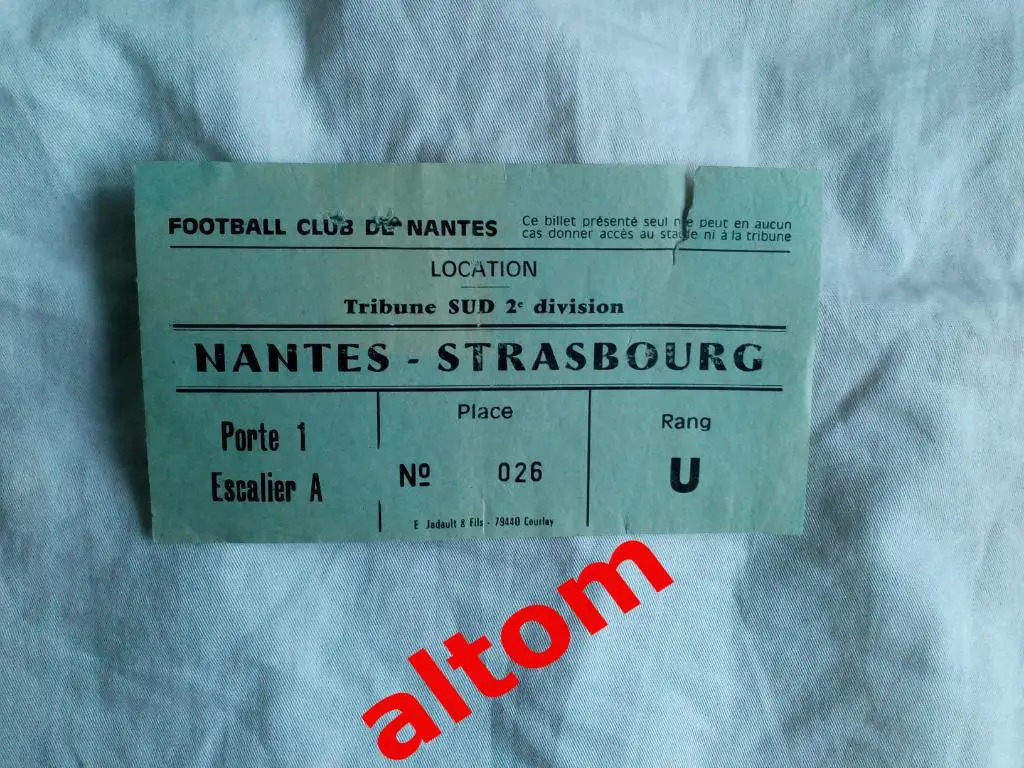 FOOTBALL CLUB DE NANTES
Ce billet présenté seul ne peut en aucun
cas donner accès au stade ni à la tribune
LOCATION
Tribune SUD 2e division
NANTES - STRASBOURG
Porte 1
Escalier A
Place
Nº 026
Rang
U
E Jadault & Fils - 79440 Courlay
altom